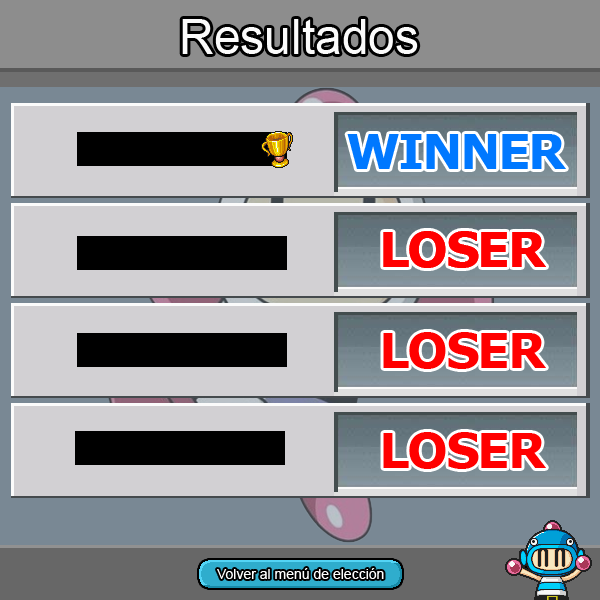 Resultados
WINNER
LOSER
LOSER
LOSER
Volver al menú de elección